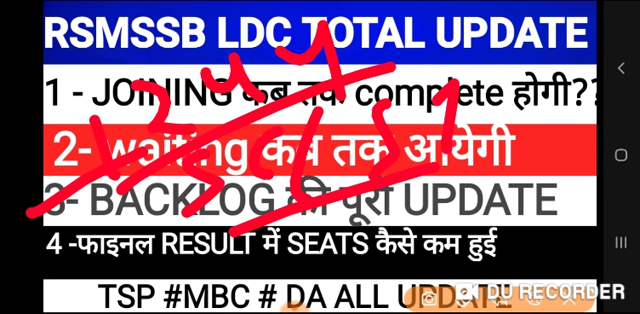 RSMSSB LDC TOTAL UPDATE
1 - JOINING कब तक complete होगी??
2- waiting कब तक आयेगी
3- BACKLOG की पूरी UPDATE
4 -फाइनल RESULT में SEATS कैसे कम हुई
TSP #MBC # DA ALL UPDATE
DU RECORDER